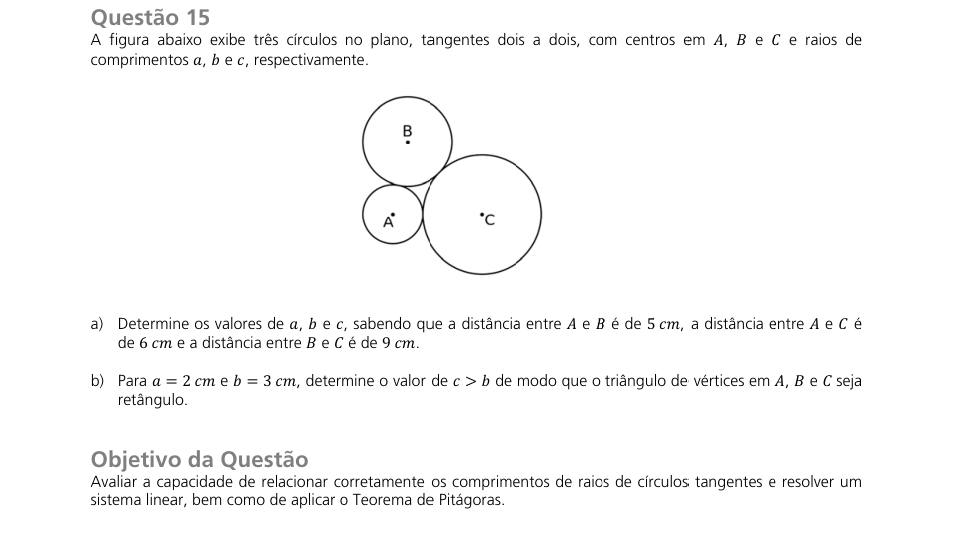 Questão 15
A figura abaixo exibe três círculos no plano, tangentes dois a dois, com centros em A, B e C e raios de
comprimentos a, b e c, respectivamente.
B
A
C
a) Determine os valores de a, b e c, sabendo que a distância entre A e B é de 5 cm, a distância entre A e C é
de 6 cm e a distância entre B e C é de 9 cm.
b) Para a = 2 cm e b = 3 cm, determine o valor de c > b de modo que o triângulo de vértices em A, B e C seja
retângulo.
Objetivo da Questão
Avaliar a capacidade de relacionar corretamente os comprimentos de raios de círculos tangentes e resolver um
sistema linear, bem como de aplicar o Teorema de Pitágoras.